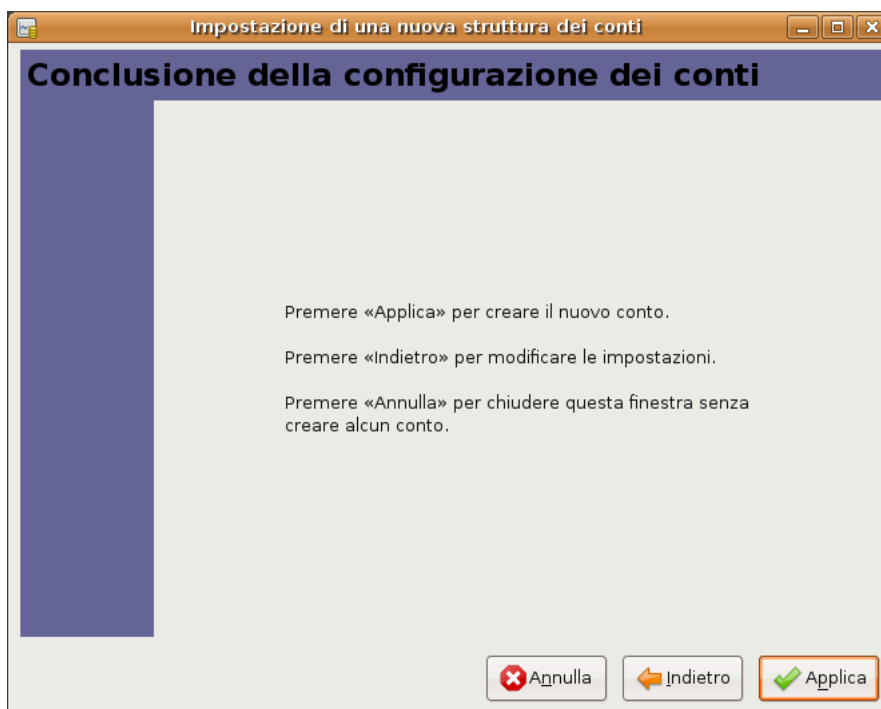 Impostazione di una nuova struttura dei conti
Conclusione della configurazione dei conti
Premere «Applica» per creare il nuovo conto.
Premere «Indietro» per modificare le impostazioni.
Premere «Annulla» per chiudere questa finestra senza
creare alcun conto.
Annulla
Indietro
Applica